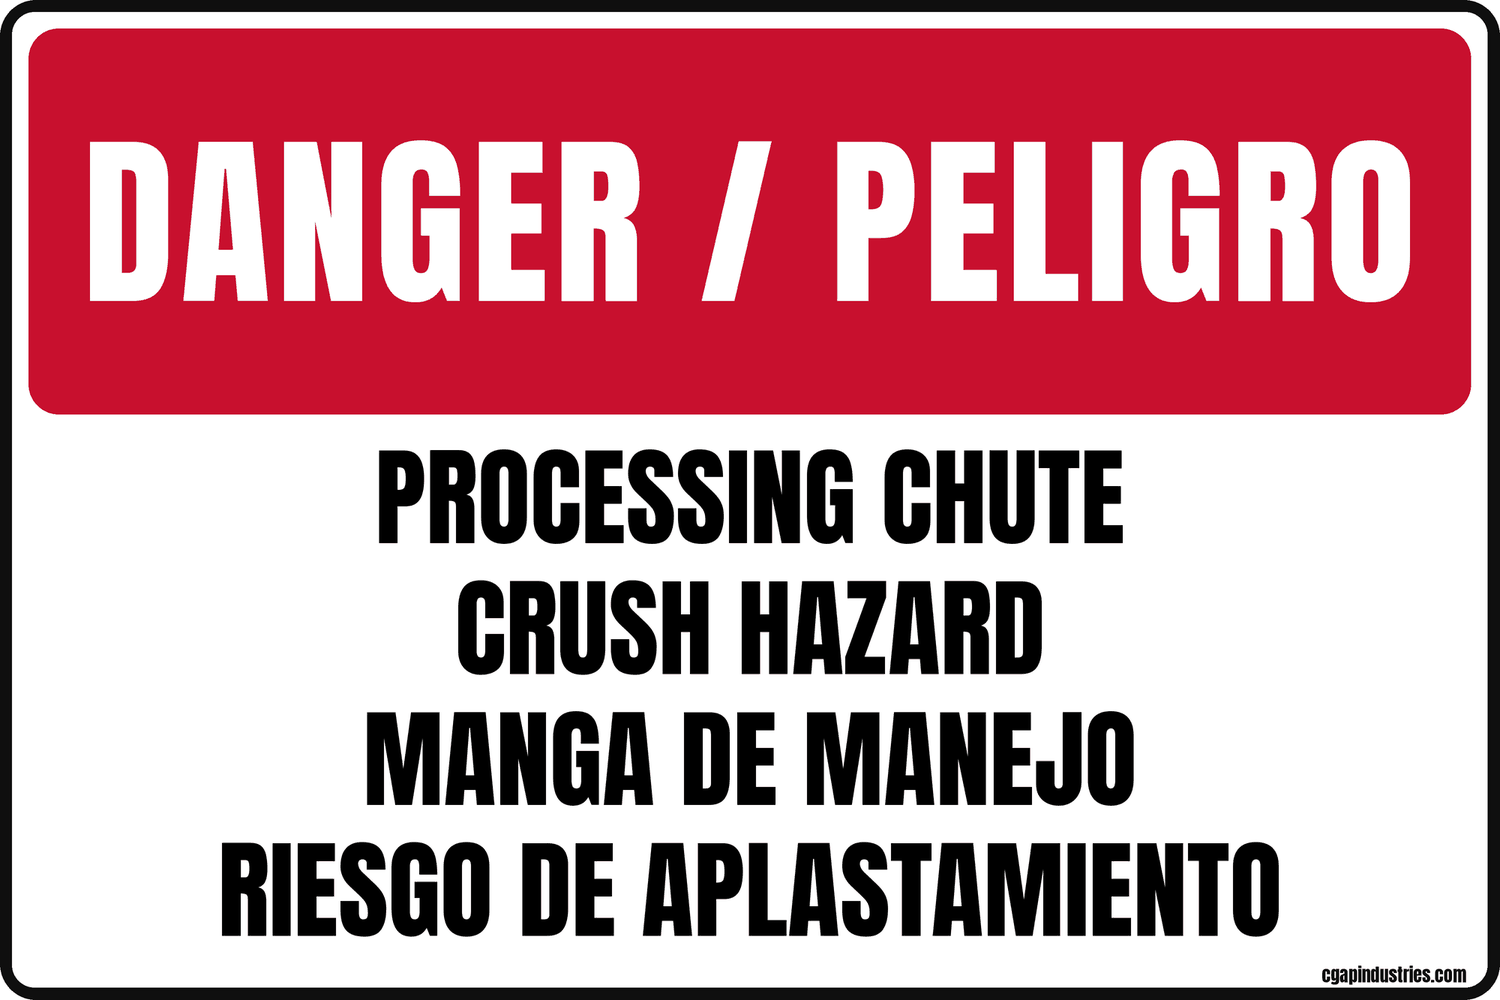 DANGER / PELIGRO
PROCESSING CHUTE
CRUSH HAZARD
MANGA DE MANEJO
RIESGO DE APLASTAMIENTO
cgapindustries.com